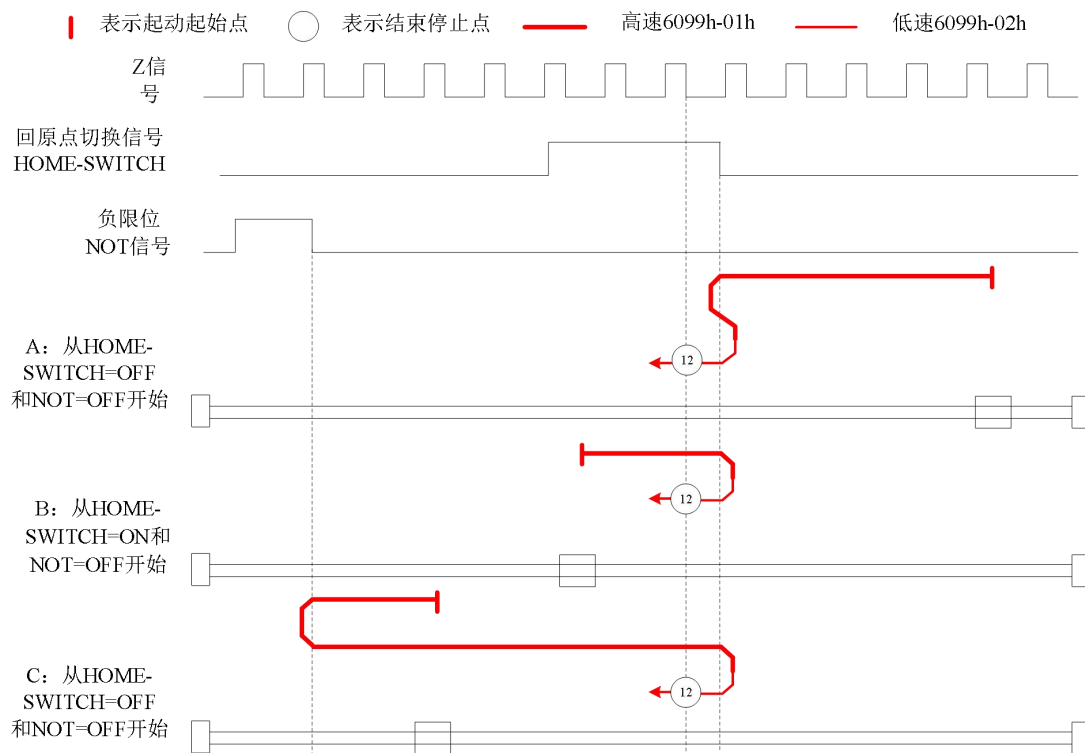 表示起动起始点
表示结束停止点
高速6099h-01h
低速6099h-02h
Z信
号
回原点切换信号
HOME-SWITCH
负限位
NOT信号
A：从HOME-
SWITCH=OFF
和NOT=OFF开始
12
B：从HOME-
SWITCH=ON和
NOT=OFF开始
12
C：从HOME-
SWITCH=OFF
和NOT=OFF开始
12